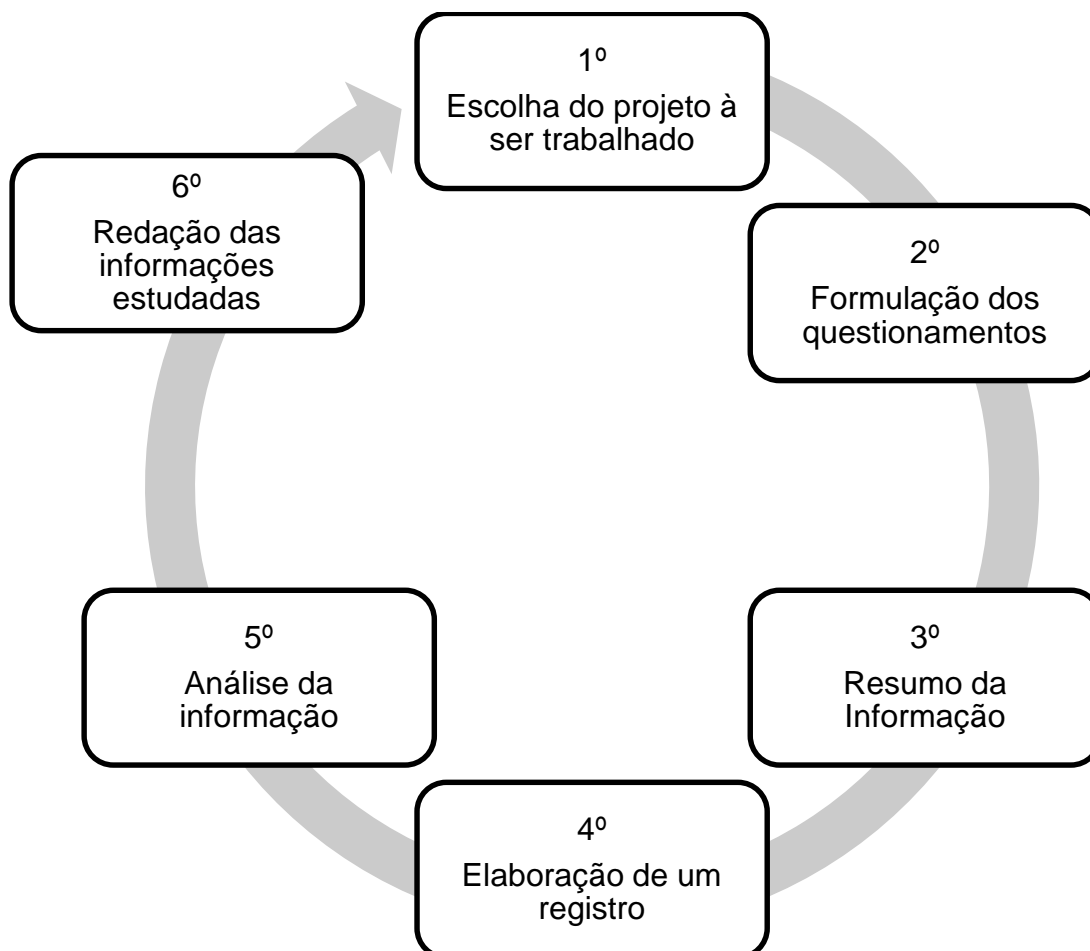 1º
Escolha do projeto à
ser trabalhado
2º
Formulação dos
questionamentos
3º
Resumo da
Informação
4º
Elaboração de um
registro
5º
Análise da
informação
6º
Redação das
informações
estudadas